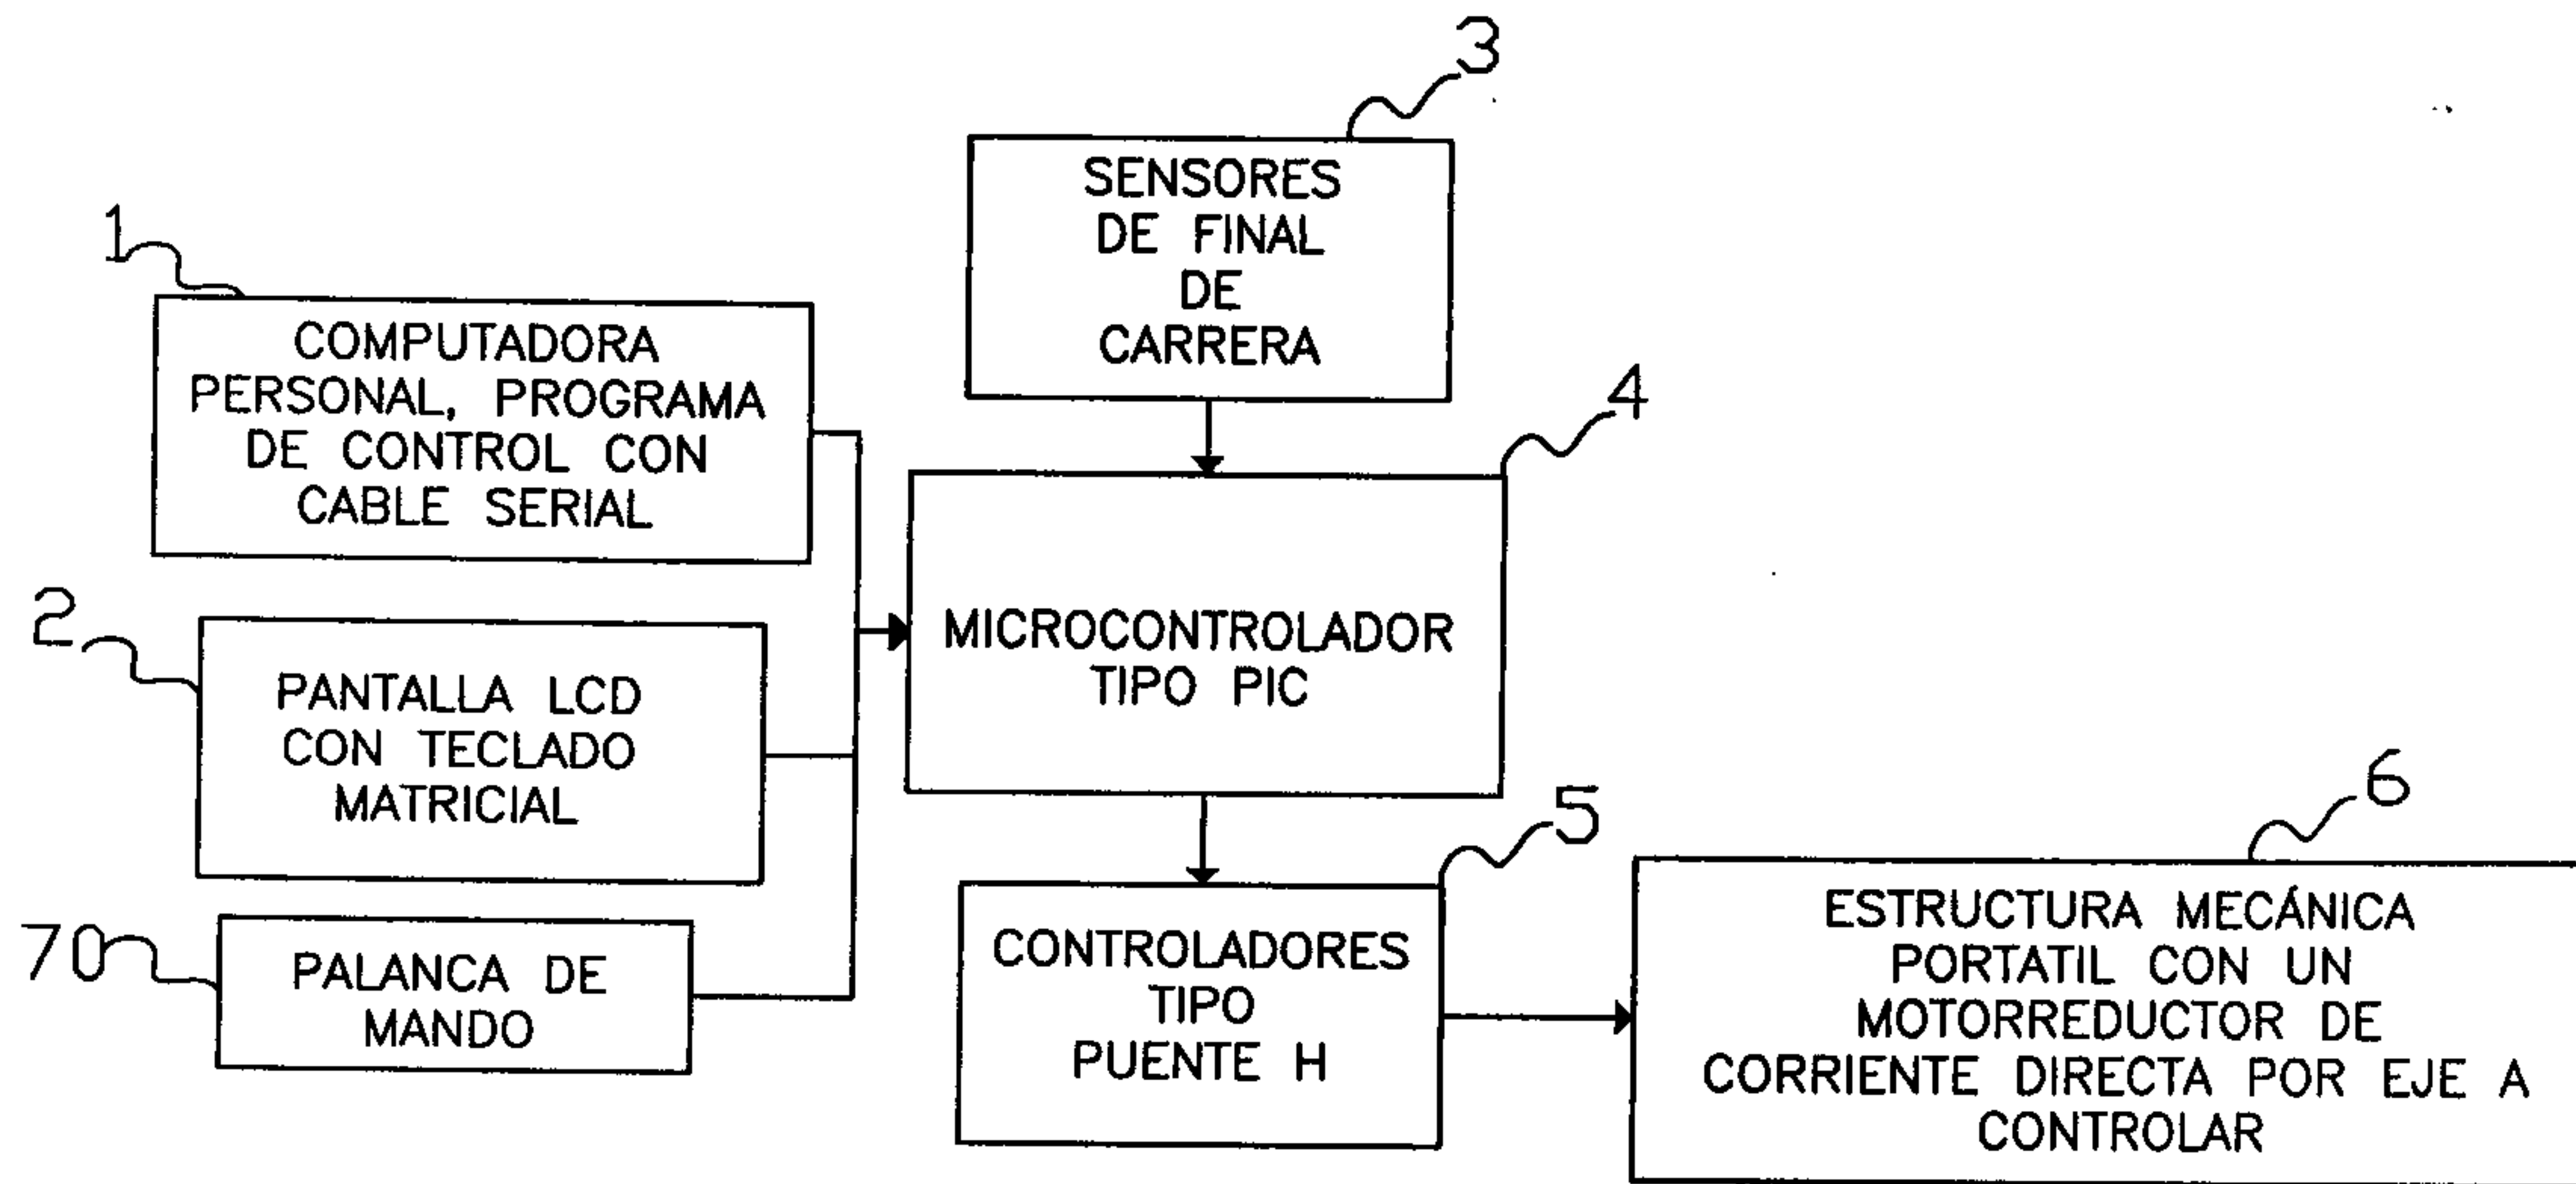 3
SENSORES
DE FINAL
DE
CARRERA
1
COMPUTADORA
PERSONAL, PROGRAMA
DE CONTROL CON
CABLE SERIAL
4
MICROCONTROLADOR
TIPO PIC
2
PANTALLA LCD
CON TECLADO
MATRICIAL
70
PALANCA DE
MANDO
5
CONTROLADORES
TIPO
PUENTE H
6
ESTRUCTURA MECÁNICA
PORTATIL CON UN
MOTORREDUCTOR DE
CORRIENTE DIRECTA POR EJE A
CONTROLAR